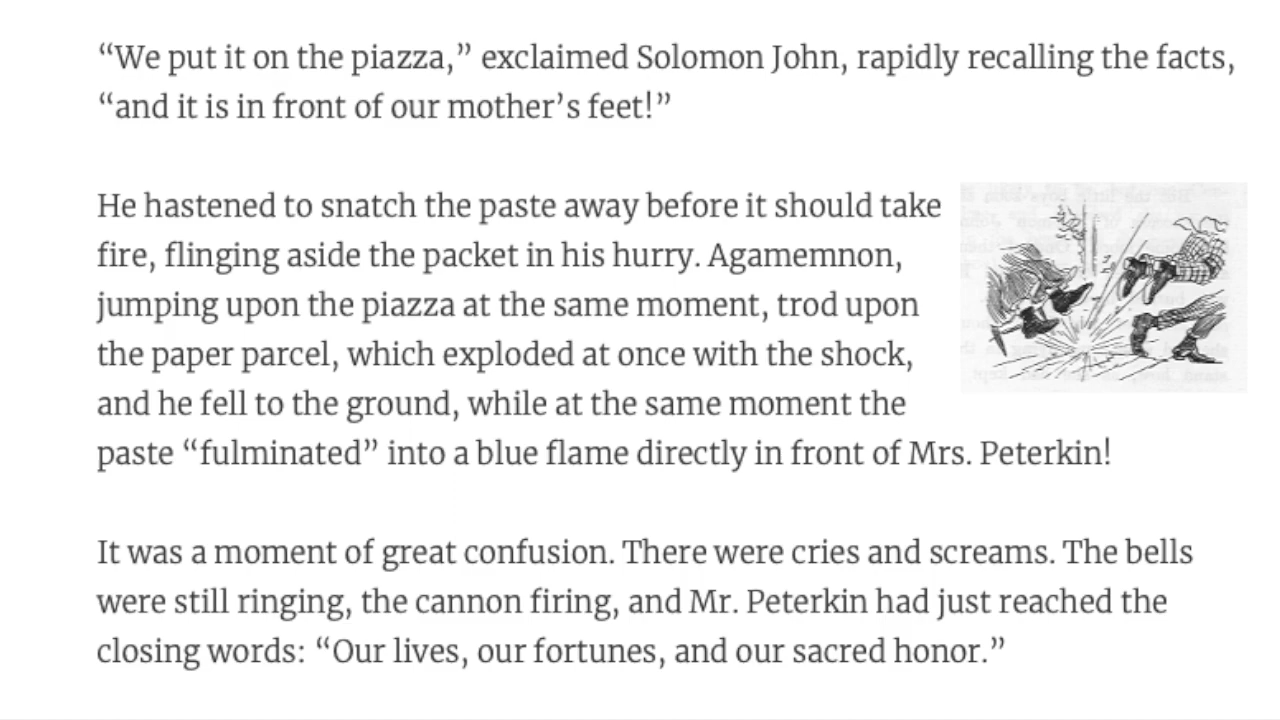 “We put it on the piazza,” exclaimed Solomon John, rapidly recalling the facts,
“and it is in front of our mother’s feet!”
He hastened to snatch the paste away before it should take
fire, flinging aside the packet in his hurry. Agamemnon,
jumping upon the piazza at the same moment, trod upon
the paper parcel, which exploded at once with the shock,
and he fell to the ground, while at the same moment the
paste “fulminated” into a blue flame directly in front of Mrs. Peterkin!
It was a moment of great confusion. There were cries and screams. The bells
were still ringing, the cannon firing, and Mr. Peterkin had just reached the
closing words: “Our lives, our fortunes, and our sacred honor.”